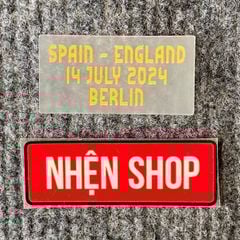 SPAIN - ENGLAND
14 JULY 2024
BERLIN
NHỆN SHOP